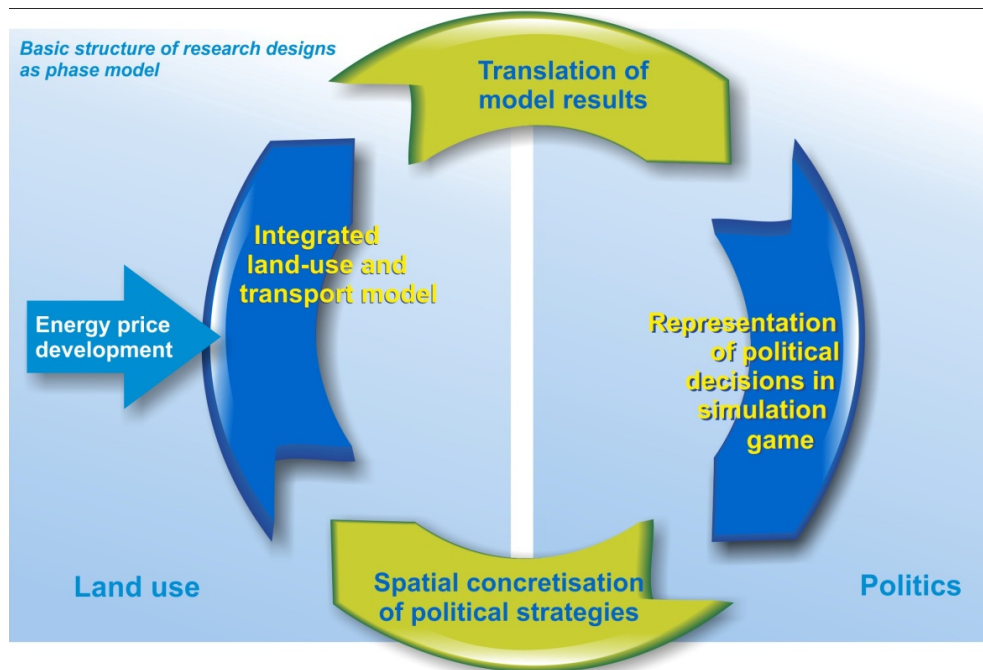 Basic structure of research designs
as phase model
Translation of
model results
Integrated
land-use and
transport model
Energy price
development
Representation
of political
decisions in
simulation
game
Spatial concretisation
of political strategies
Land use
Politics